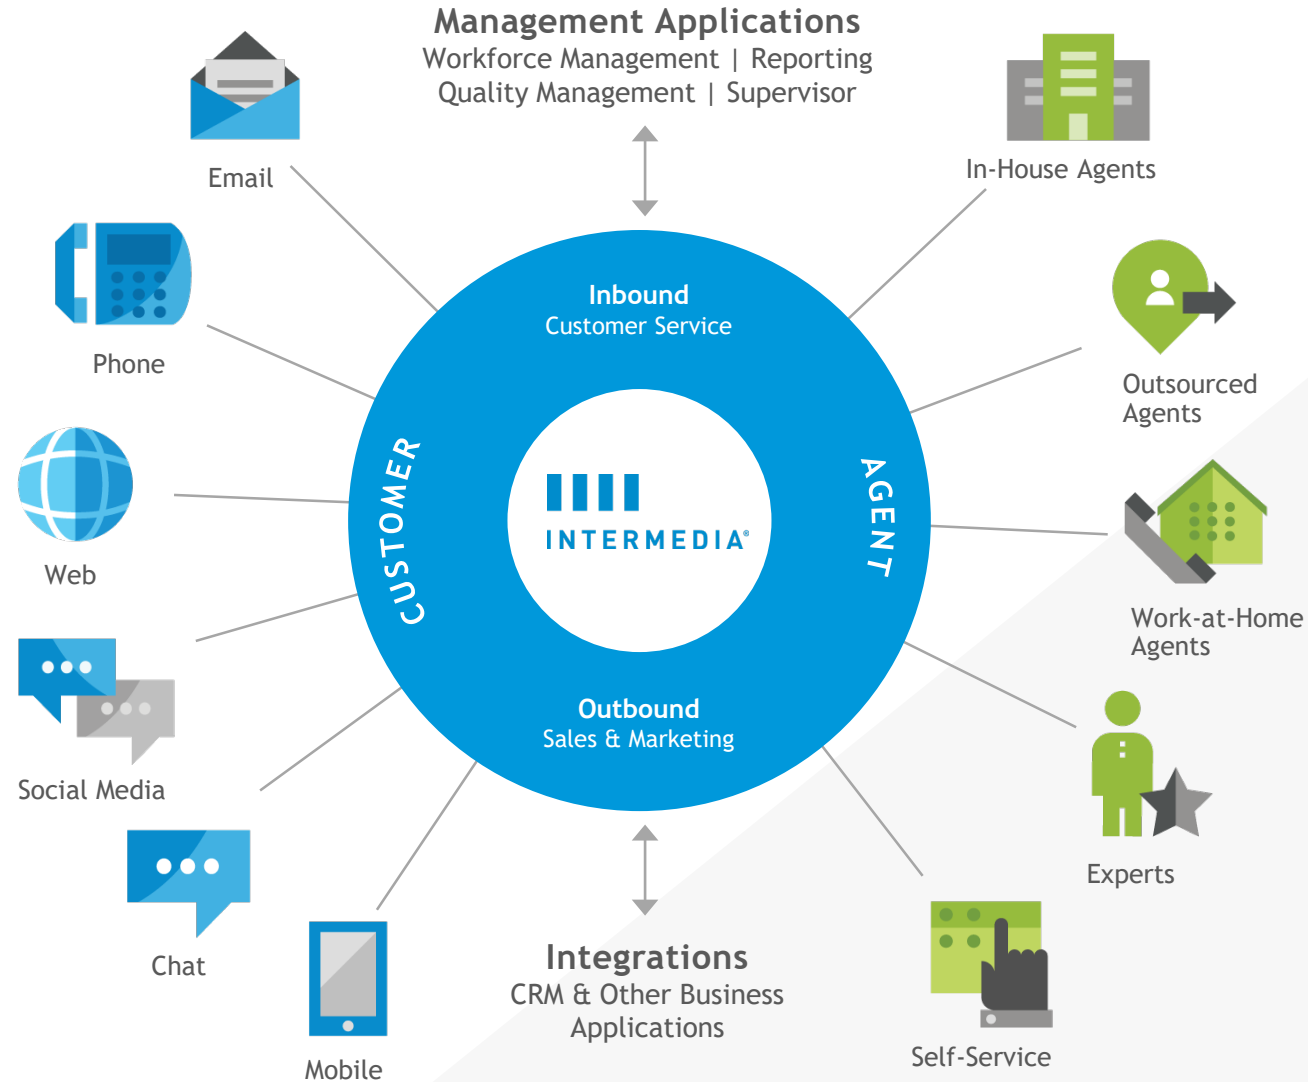 Management Applications
Workforce Management | Reporting
Quality Management | Supervisor
Email
In-House Agents
Phone
Outsourced
Agents
Inbound
Customer Service
CUSTOMER
AGENT
INTERMEDIA®
Web
Work-at-Home
Agents
Social Media
Outbound
Sales & Marketing
Experts
Chat
Integrations
CRM & Other Business
Applications
Mobile
Self-Service